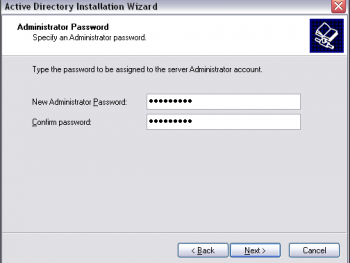 Active Directory Installation Wizard
Administrator Password
Specify an Administrator password.
Type the password to be assigned to the server Administrator account.
New Administrator Password: •••••••••
Confirm password: •••••••••
< Back Next > Cancel